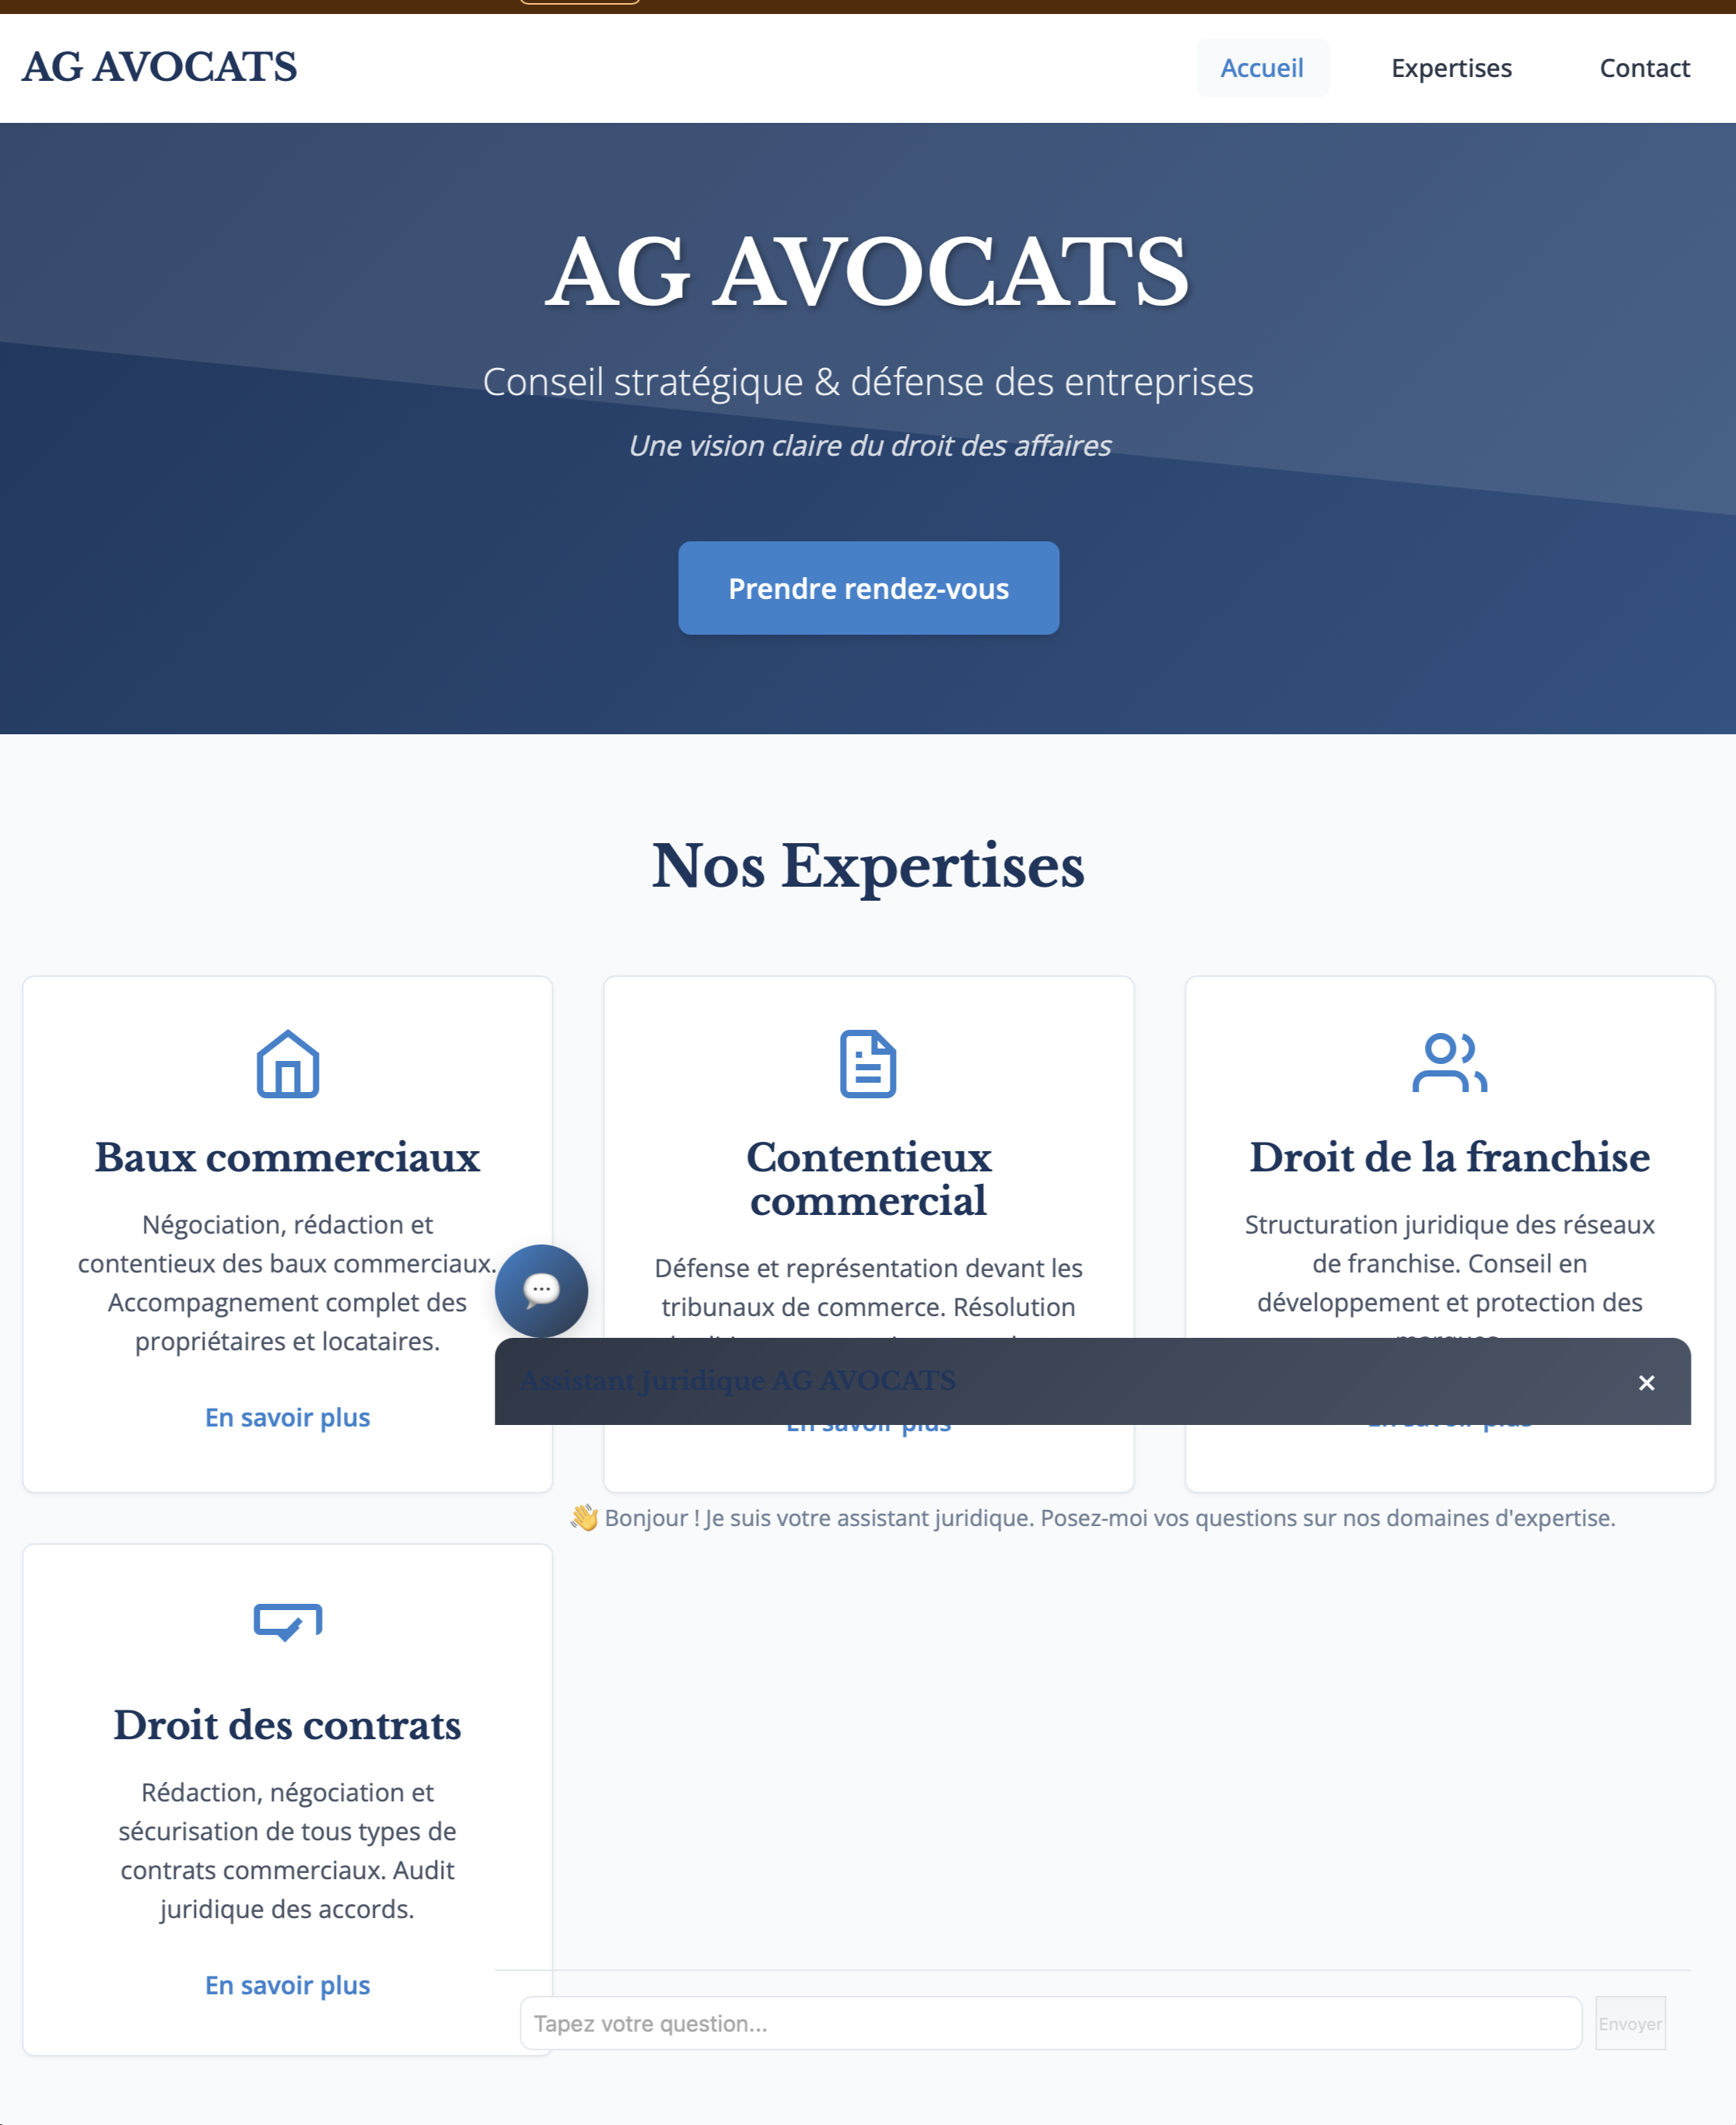 AG AVOCATS
Accueil
Expertises
Contact
AG AVOCATS
Conseil stratégique & défense des entreprises
Une vision claire du droit des affaires
Prendre rendez-vous
Nos Expertises
Baux commerciaux
Négociation, rédaction et
contentieux des baux commerciaux.
Accompagnement complet des
propriétaires et locataires.
En savoir plus
Contentieux
commercial
Défense et représentation devant les
tribunaux de commerce. Résolution
En savoir plus
Droit de la franchise
Structuration juridique des réseaux
de franchise. Conseil en
développement et protection des
marques.
En savoir plus
Assistant Juridique AG AVOCATS
×
👋 Bonjour ! Je suis votre assistant juridique. Posez-moi vos questions sur nos domaines d'expertise.
Droit des contrats
Rédaction, négociation et
sécurisation de tous types de
contrats commerciaux. Audit
juridique des accords.
En savoir plus
Tapez votre question...
Envoyer